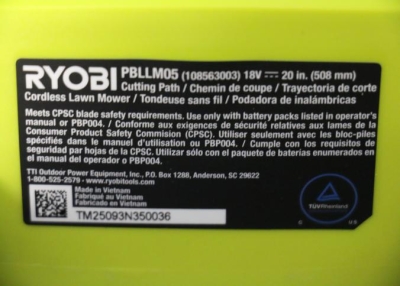 RYOBI PBLLM05 (108563003) 18V⎓ 20 in. (508 mm)
Cutting Path / Chemin de coupe / Trayectoria de corte
Cordless Lawn Mower / Tondeuse sans fil / Podadora de inalámbricas
Meets CPSC blade safety requirements. Use only with battery packs listed in operator's
manual or PBP004. / Conforme aux exigences de sécurité relatives aux lames de la
Consumer Product Safety Commision (CPSC). Utiliser seulement avec les bloc-piles
spécifiés dans le manuel d'utilisation ou PBP004. / Cumple con los requisitos de
seguridad par hojas de la CPSC. Utilizar sólo con el paquete de baterías enumerados en
el manual del operador o PBP004.
TTI Outdoor Power Equipment, Inc. P.O. Box 1288, Anderson, SC 29622
1-800-525-2579 - www.ryobitools.com
Made in Vietnam
Fabriqué au Vietnam
Fabricado en Vietnam
TM25093N350036
TÜVRheinland